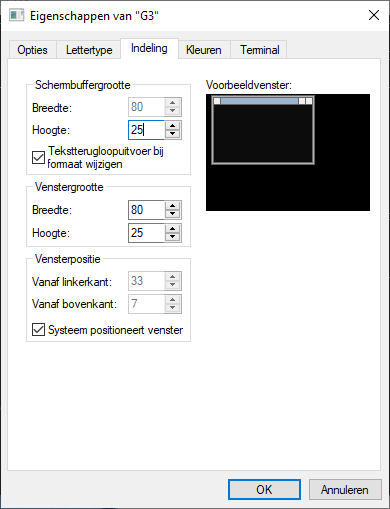 Eigenschappen van "G3"
Opties Lettertype Indeling Kleuren Terminal
Schermbuffergrootte
Breedte: 80
Hoogte: 25
Tekstterugloopuitvoer bij
formaat wijzigen
Venstergrootte
Breedte: 80
Hoogte: 25
Vensterpositie
Vanaf linkerkant: 33
Vanaf bovenkant: 7
Systeem positioneert venster
Voorbeeldvenster:
OK Annuleren